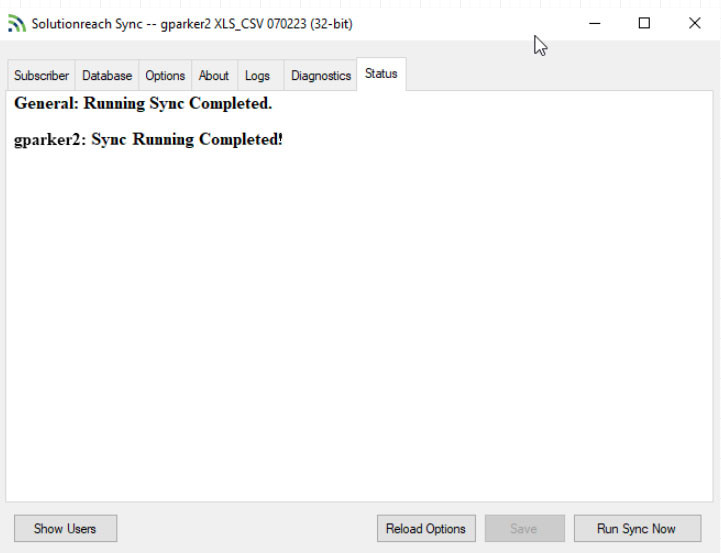 Solutionreach Sync -- gparker2 XLS_CSV 070223 (32-bit)
Subscriber Database Options About Logs Diagnostics Status
General: Running Sync Completed.
gparker2: Sync Running Completed!
Show Users Reload Options Save Run Sync Now